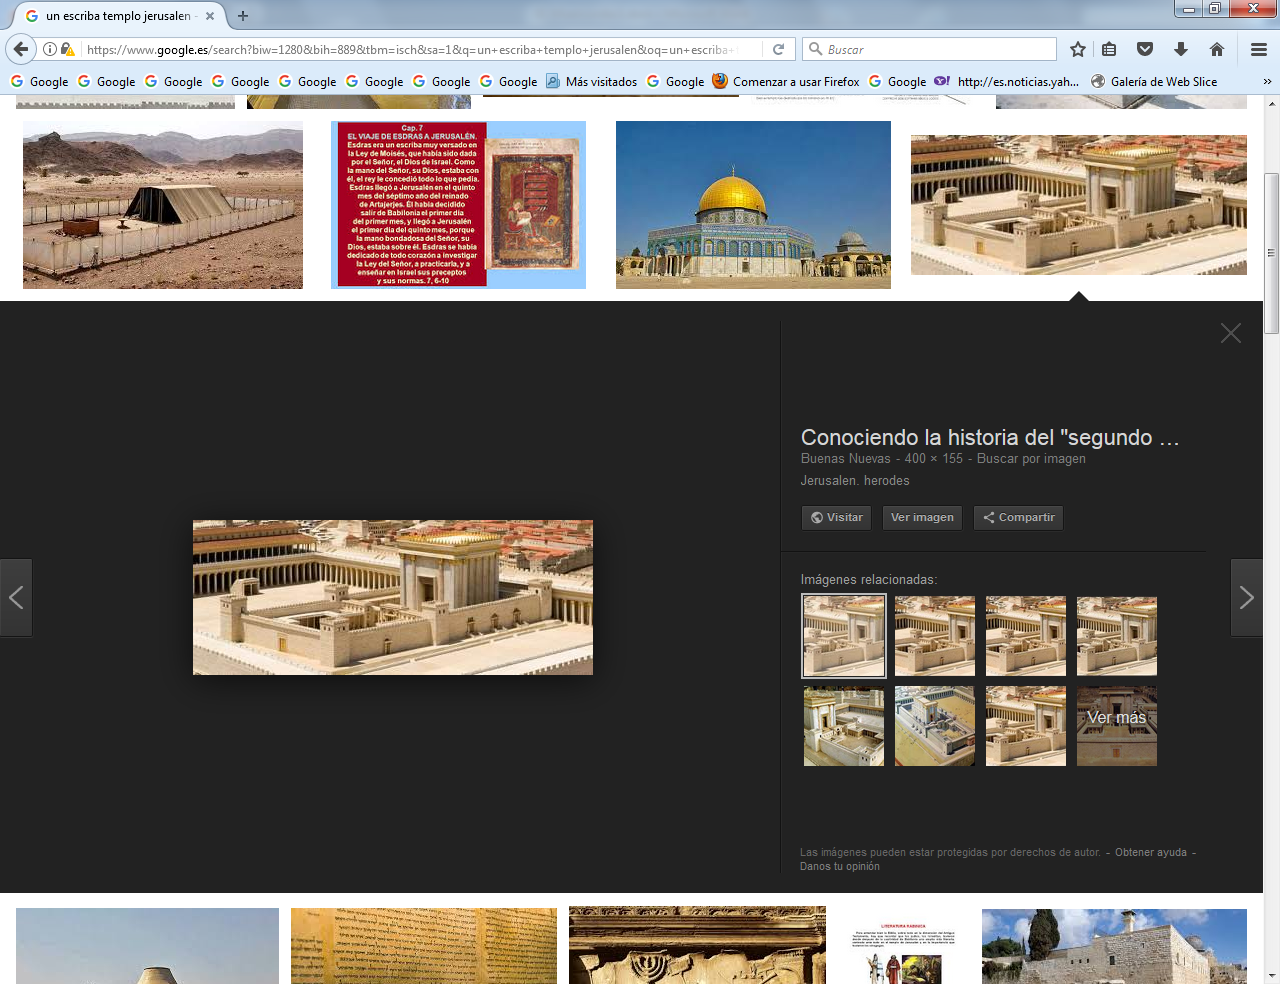 un escriba templo jerusalen -
https://www.google.es/search?biw=1280&bih=889&tbm=isch&sa=1&q=un+escriba+templo+jerusalen&oq=un+escriba+
Buscar
Google Google Google Google Google Google Google Google Más visitados Google Comenzar a usar Firefox Google http://es.noticias.yah... Galería de Web Slice
Cap. 7
EL VIAJE DE ESDRAS A JERUSALÉN.
Esdras era un escriba muy versado en
la Ley de Moisés, que había sido dada
por el Señor, el Dios de Israel. Como
la mano del Señor, su Dios, estaba con
él, el rey le concedió todo lo que pedía.
Esdras llegó a Jerusalén en el quinto
mes del séptimo año del reinado
de Artajerjes. Él había decidido
salir de Babilonia el primer día
del primer mes, y llegó a Jerusalén
el primer día del quinto mes, porque
la mano bondadosa del Señor, su
Dios, estaba sobre él. Esdras se había
dedicado de todo corazón a investigar
la Ley del Señor, a practicarla, y a
enseñar en Israel sus preceptos
y sus normas. 7, 6-10
Conociendo la historia del "segundo ...
Buenas Nuevas - 400 × 155 - Buscar por imagen
Jerusalen. herodes
Visitar
Ver imagen
Compartir
Imágenes relacionadas:
Ver más
Las imágenes pueden estar protegidas por derechos de autor. - Obtener ayuda -
Danos tu opinión
LITERATURA RABINICA